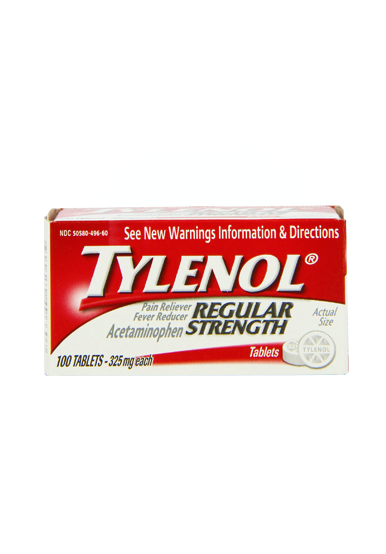 NDC 50580-496-60
See New Warnings Information & Directions
TYLENOL®
Pain Reliever
Fever Reducer
Acetaminophen
REGULAR
STRENGTH
Actual
Size
Tablets
TYLENOL
100 TABLETS - 325 mg each